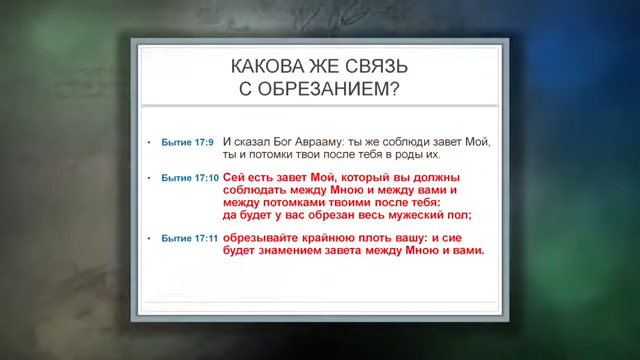 КАКОВА ЖЕ СВЯЗЬ
С ОБРЕЗАНИЕМ?
• Бытие 17:9 И сказал Бог Аврааму: ты же соблюди завет Мой,
ты и потомки твои после тебя в роды их.
• Бытие 17:10 Сей есть завет Мой, который вы должны
соблюдать между Мною и между вами и
между потомками твоими после тебя:
да будет у вас обрезан весь мужеский пол;
• Бытие 17:11 обрезывайте крайнюю плоть вашу: и сие
будет знамением завета между Мною и вами.